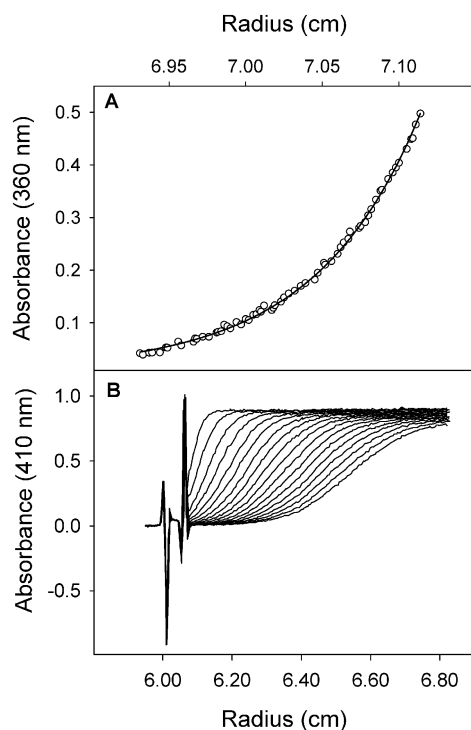 Radius (cm)
6.95 7.00 7.05 7.10
A
0.5
0.4
0.3
0.2
0.1
Absorbance (360 nm)
B
1.0
0.5
0.0
-0.5
Absorbance (410 nm)
6.00 6.20 6.40 6.60 6.80
Radius (cm)